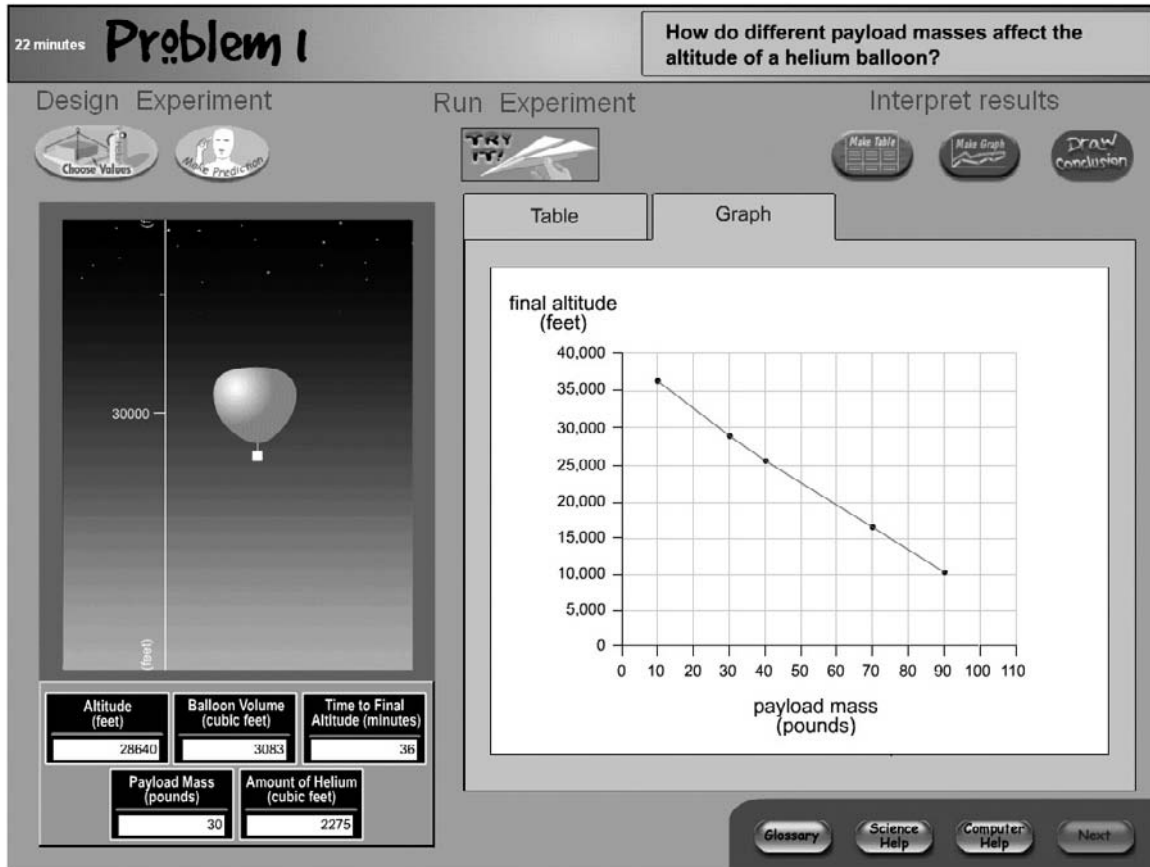 22 minutes
Problem 1
How do different payload masses affect the
altitude of a helium balloon?
Design Experiment
Run Experiment
Interpret results
Choose Values
Make Prediction
TRY
IT!
Make Table
Make Graph
Draw
Conclusion
Table
Graph
30000
(feet)
final altitude
(feet)
40,000
35,000
30,000
25,000
20,000
15,000
10,000
5,000
0
0 10 20 30 40 50 60 70 80 90 100 110
payload mass
(pounds)
Altitude
(feet)
28640
Balloon Volume
(cubic feet)
3083
Time to Final
Altitude (minutes)
36
Payload Mass
(pounds)
30
Amount of Helium
(cubic feet)
2275
Glossary
Science
Help
Computer
Help
Next